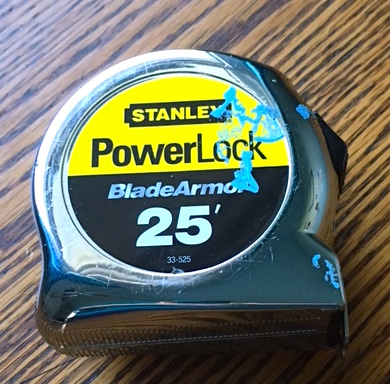 STANLEY
PowerLock
BladeArmor
25'
33-525